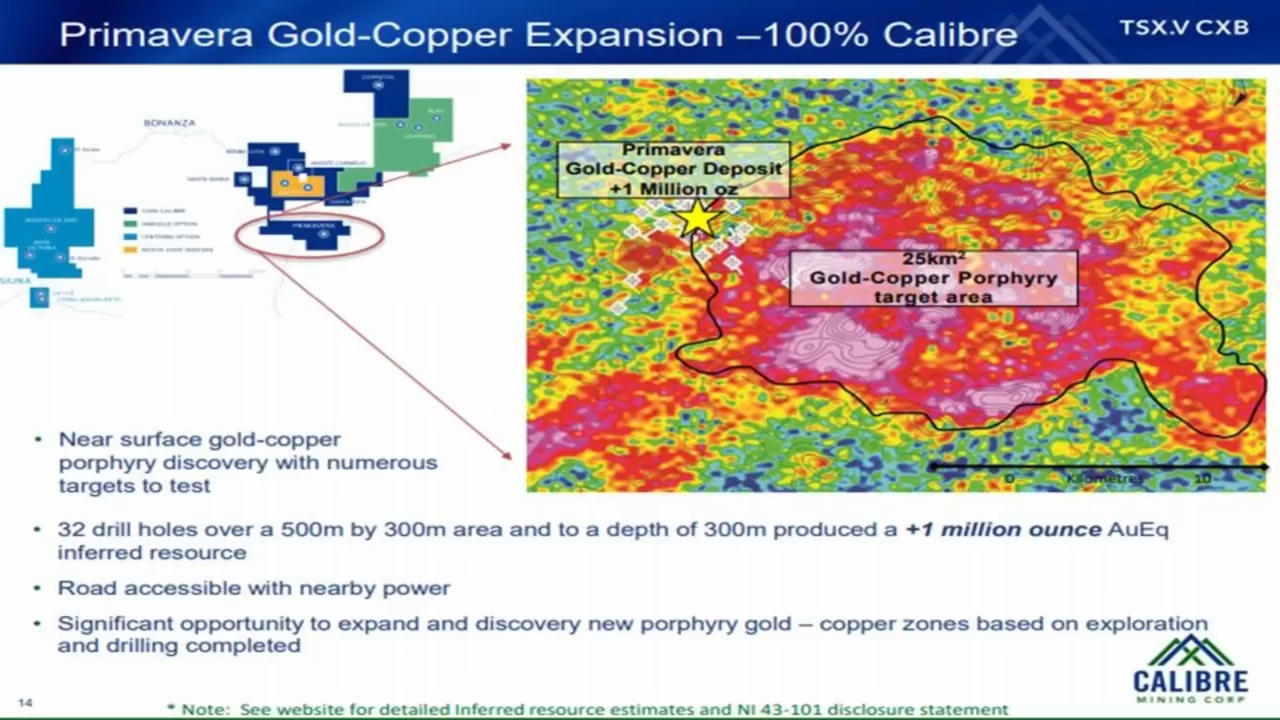 Primavera Gold-Copper Expansion –100% Calibre
TSX.V CXB
BONANZA
PRIMAVERA
100% CALIBRE
CENTERRA OPTION
Primavera
Gold-Copper Deposit
+1 Million oz
25km²
Gold-Copper Porphyry
target area
0 Kilometres 10
• Near surface gold-copper
porphyry discovery with numerous
targets to test
• 32 drill holes over a 500m by 300m area and to a depth of 300m produced a +1 million ounce AuEq
inferred resource
• Road accessible with nearby power
• Significant opportunity to expand and discovery new porphyry gold – copper zones based on exploration
and drilling completed
CALIBRE
MINING CORP
14
* Note: See website for detailed Inferred resource estimates and NI 43-101 disclosure statement